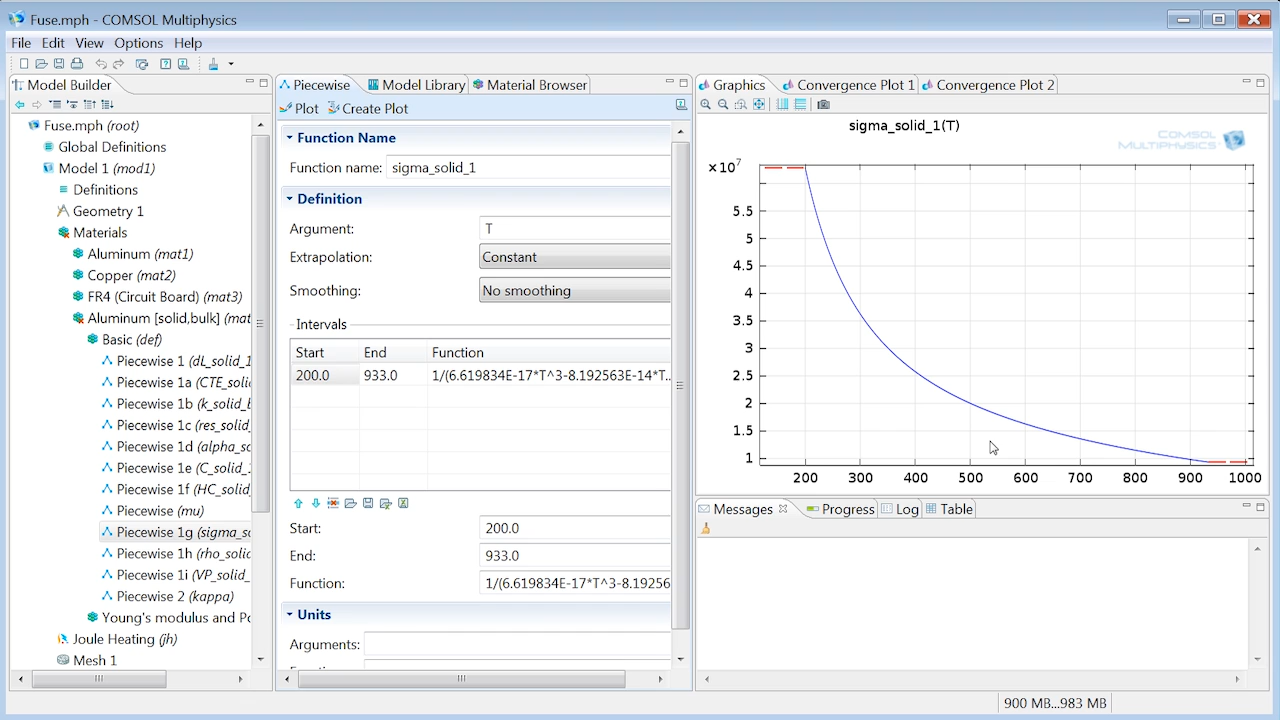 Fuse.mph - COMSOL Multiphysics
File Edit View Options Help
Model Builder
Fuse.mph (root)
Global Definitions
Model 1 (mod1)
Definitions
Geometry 1
Materials
Aluminum (mat1)
Copper (mat2)
FR4 (Circuit Board) (mat3)
Aluminum [solid,bulk] (mat
Basic (def)
Piecewise 1 (dL_solid_1
Piecewise 1a (CTE_soli
Piecewise 1b (k_solid_b
Piecewise 1c (res_solid
Piecewise 1d (alpha_so
Piecewise 1e (C_solid_1
Piecewise 1f (HC_solid
Piecewise (mu)
Piecewise 1g (sigma_so
Piecewise 1h (rho_solid
Piecewise 1i (VP_solid_
Piecewise 2 (kappa)
Young's modulus and Po
Joule Heating (jh)
Mesh 1
Piecewise Model Library Material Browser
Plot Create Plot
Function Name
Function name: sigma_solid_1
Definition
Argument: T
Extrapolation: Constant
Smoothing: No smoothing
Intervals
Start End Function
200.0 933.0 1/(6.619834E-17*T^3-8.192563E-14*T...
Start: 200.0
End: 933.0
Function: 1/(6.619834E-17*T^3-8.19256
Units
Arguments:
Graphics Convergence Plot 1 Convergence Plot 2
sigma_solid_1(T)
COMSOL
MULTIPHYSICS
×10⁷
5.5
5
4.5
4
3.5
3
2.5
2
1.5
1
200 300 400 500 600 700 800 900 1000
Messages Progress Log Table
900 MB...983 MB